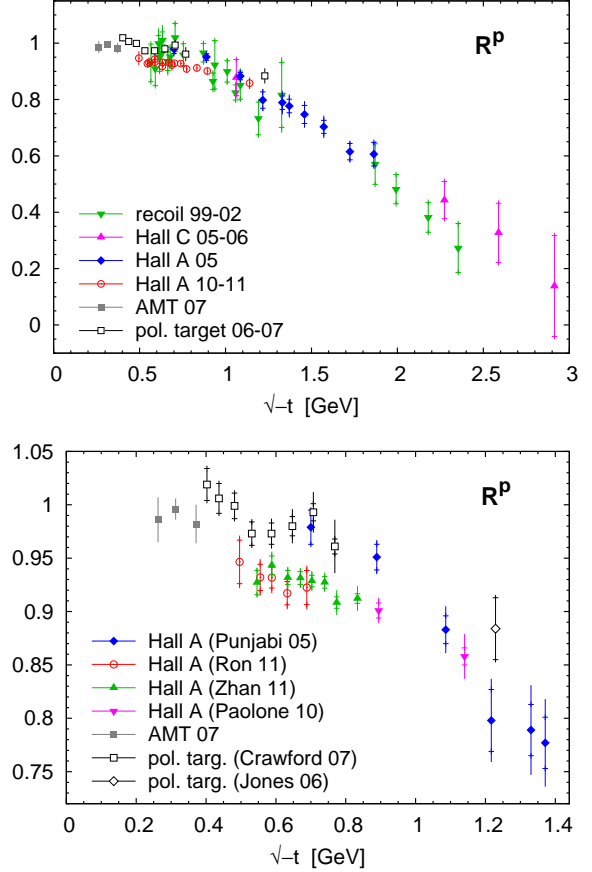 R^p
1.2
1
0.8
0.6
0.4
0.2
0
recoil 99-02
Hall C 05-06
Hall A 05
Hall A 10-11
AMT 07
pol. target 06-07
0 0.5 1 1.5 2 2.5 3
√−t [GeV]
R^p
1.05
1
0.95
0.9
0.85
0.8
0.75
Hall A (Punjabi 05)
Hall A (Ron 11)
Hall A (Zhan 11)
Hall A (Paolone 10)
AMT 07
pol. targ. (Crawford 07)
pol. targ. (Jones 06)
0 0.2 0.4 0.6 0.8 1 1.2 1.4
√−t [GeV]